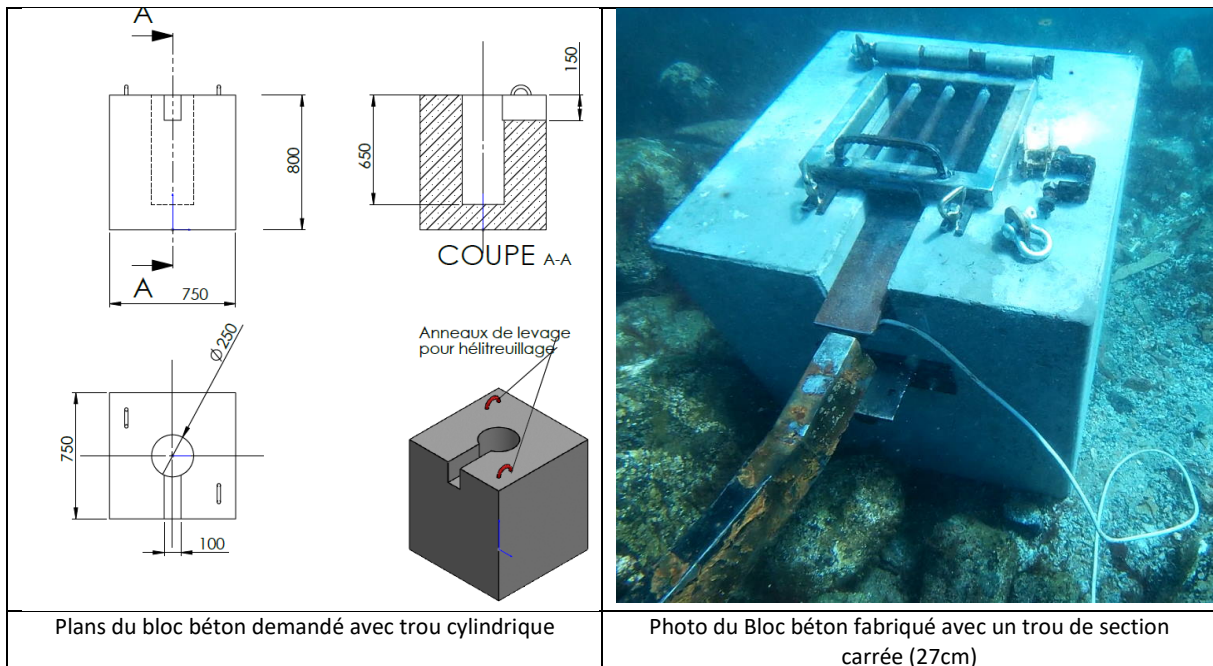 A
A
750
800
650
150
COUPE A-A
Ø 250
750
100
Anneaux de levage
pour hélitreuillage
Plans du bloc béton demandé avec trou cylindrique
Photo du Bloc béton fabriqué avec un trou de section
carrée (27cm)